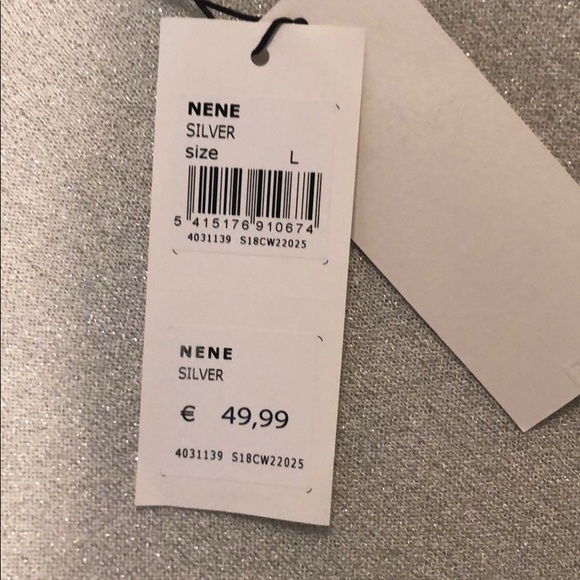 NENE
SILVER
size L
5 415176 910674
4031139 S18CW22025
NENE
SILVER
€ 49,99
4031139 S18CW22025